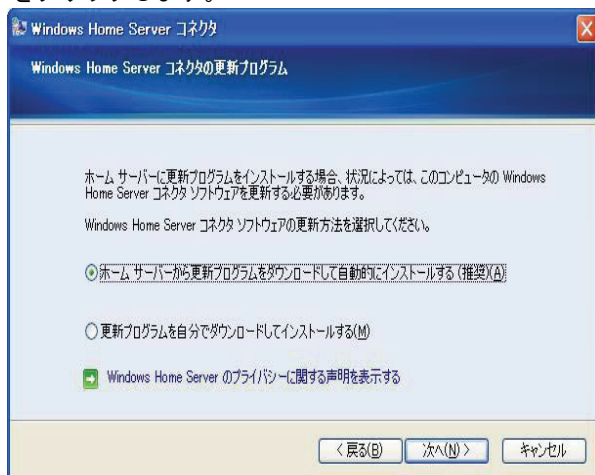 をクリックします。
Windows Home Server コネクタ
Windows Home Server コネクタの更新プログラム
ホーム サーバーに更新プログラムをインストールする場合、状況によっては、このコンピュータの Windows
Home Server コネクタ ソフトウェアを更新する必要があります。
Windows Home Server コネクタ ソフトウェアの更新方法を選択してください。
ホーム サーバーから更新プログラムをダウンロードして自動的にインストールする (推奨)(A)
更新プログラムを自分でダウンロードしてインストールする(M)
Windows Home Server のプライバシーに関する声明を表示する
< 戻る(B) 次へ(N) > キャンセル